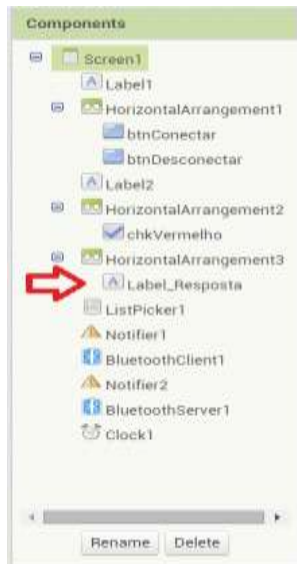 Components
Screen1
Label1
HorizontalArrangement1
btnConectar
btnDesconectar
Label2
HorizontalArrangement2
chkVermelho
HorizontalArrangement3
Label_Resposta
ListPicker1
Notifier1
BluetoothClient1
Notifier2
BluetoothServer1
Clock1
Rename Delete